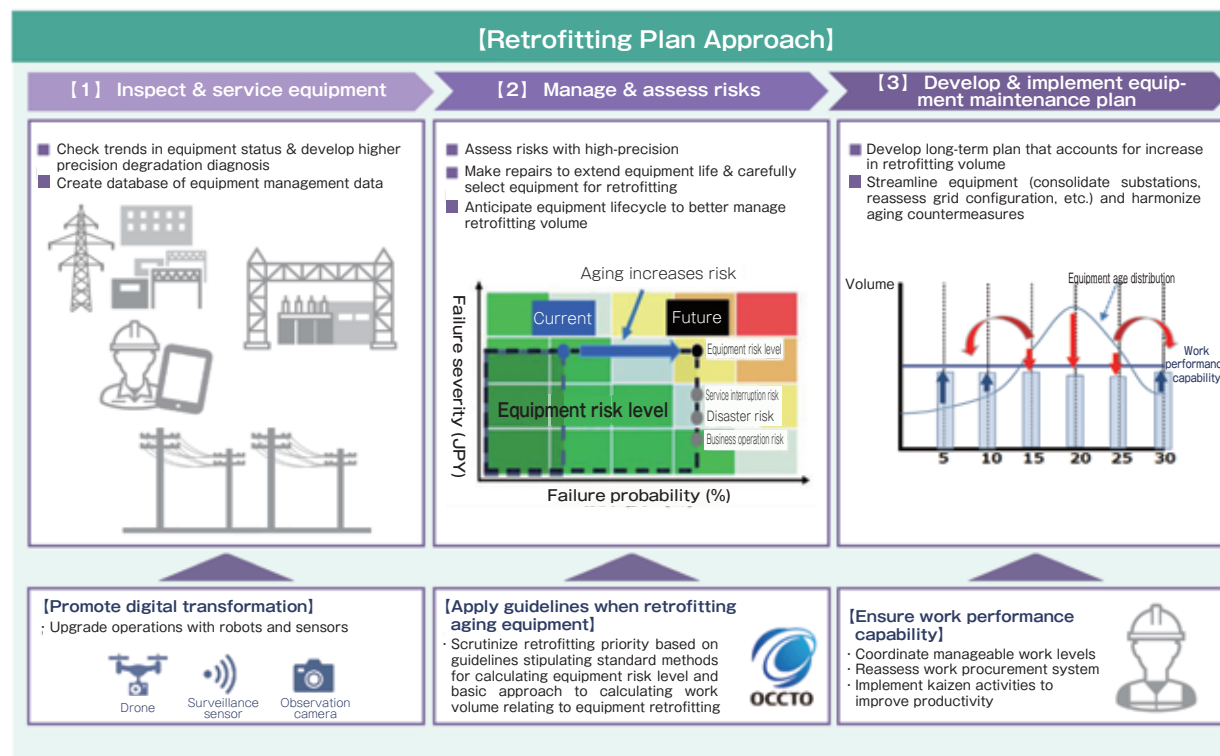 【Retrofitting Plan Approach】
【1】 Inspect & service equipment
■ Check trends in equipment status & develop higher
precision degradation diagnosis
■ Create database of equipment management data
【2】 Manage & assess risks
■ Assess risks with high-precision
■ Make repairs to extend equipment life & carefully
select equipment for retrofitting
■ Anticipate equipment lifecycle to better manage
retrofitting volume
Aging increases risk
Failure severity (JPY)
Current
Future
Equipment risk level
Equipment risk level
Service interruption risk
Disaster risk
Business operation risk
Failure probability (%)
【3】 Develop & implement equip-
ment maintenance plan
■ Develop long-term plan that accounts for increase
in retrofitting volume
■ Streamline equipment (consolidate substations,
reassess grid configuration, etc.) and harmonize
aging countermeasures
Volume
Equipment age distribution
Work
performance
capability
5 10 15 20 25 30
【Promote digital transformation】
; Upgrade operations with robots and sensors
Drone
Surveillance
sensor
Observation
camera
【Apply guidelines when retrofitting
aging equipment】
· Scrutinize retrofitting priority based on
guidelines stipulating standard methods
for calculating equipment risk level and
basic approach to calculating work
volume relating to equipment retrofitting
OCCTO
【Ensure work performance
capability】
· Coordinate manageable work levels
· Reassess work procurement system
· Implement kaizen activities to
improve productivity